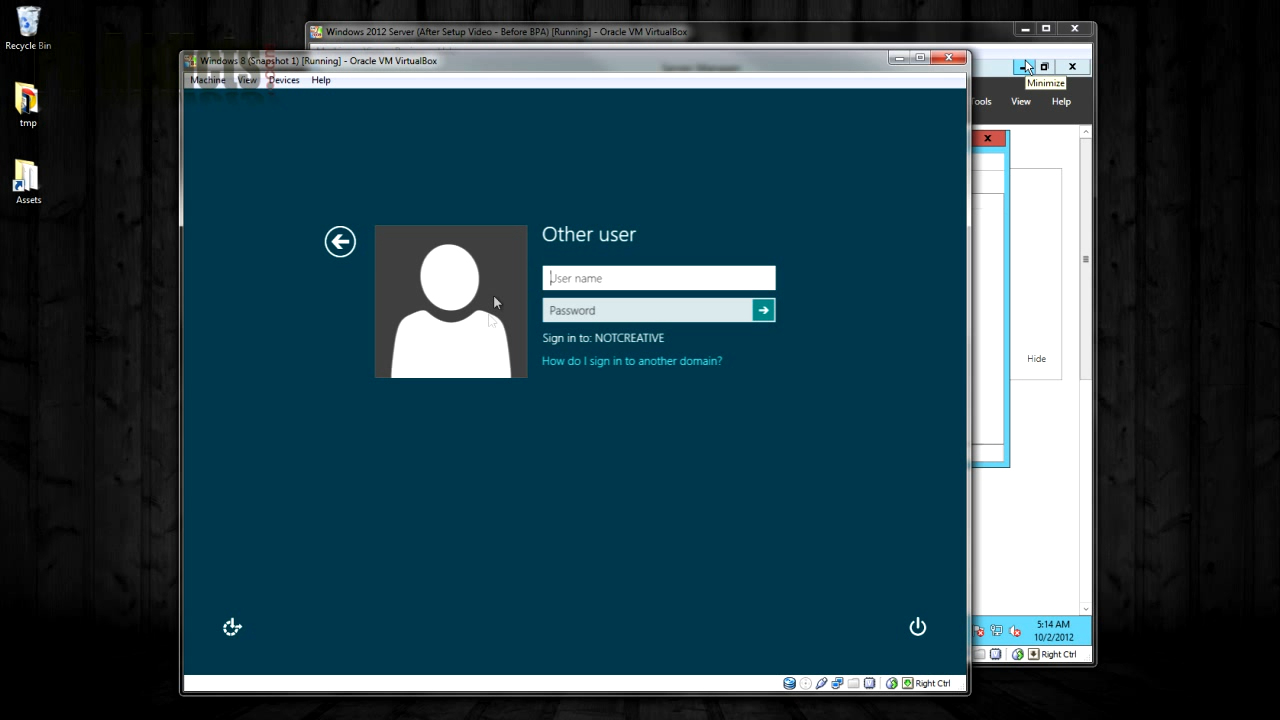 Recycle Bin
tmp
Assets
Windows 2012 Server (After Setup Video - Before BPA) [Running] - Oracle VM VirtualBox
Windows 8 (Snapshot 1) [Running] - Oracle VM VirtualBox
Machine View Devices Help
Minimize
Tools View Help
Other user
User name
Password
Sign in to: NOTCREATIVE
How do I sign in to another domain?
Hide
5:14 AM
10/2/2012
Right Ctrl
Right Ctrl